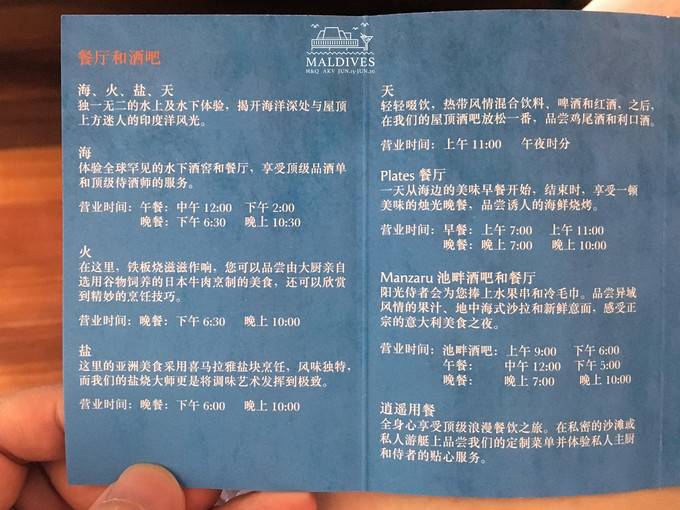 MALDIVES
H&Q AKV JUN.15-JUN.20
餐厅和酒吧
海、火、盐、天
独一无二的水上及水下体验，揭开海洋深处与屋顶
上方迷人的印度洋风光。
海
体验全球罕见的水下酒窖和餐厅，享受顶级品酒单
和顶级侍酒师的服务。
营业时间：午餐：中午 12:00 下午 2:00
晚餐：下午 6:30 晚上 10:30
火
在这里，铁板烧滋滋作响，您可以品尝由大厨亲自
选用谷物饲养的日本牛肉烹制的美食，还可以欣赏
到精妙的烹饪技巧。
营业时间：晚餐：下午 6:30 晚上 10:00
盐
这里的亚洲美食采用喜马拉雅盐块烹饪，风味独特，
而我们的盐烧大师更是将调味艺术发挥到极致。
营业时间：晚餐：下午 6:00 晚上 10:00
天
轻轻啜饮，热带风情混合饮料、啤酒和红酒，之后，
在我们的屋顶酒吧放松一番，品尝鸡尾酒和利口酒。
营业时间：上午 11:00 午夜时分
Plates 餐厅
一天从海边的美味早餐开始，结束时，享受一顿
美味的烛光晚餐，品尝诱人的海鲜烧烤。
营业时间：早餐：上午 7:00 上午 11:00
晚餐：晚上 7:00 晚上 10:00
Manzaru 池畔酒吧和餐厅
阳光侍者会为您捧上水果串和冷毛巾。品尝异域
风情的果汁、地中海式沙拉和新鲜意面，感受正
宗的意大利美食之夜。
营业时间：池畔酒吧：上午 9:00 下午 6:00
午餐： 中午 12:00 下午 5:00
晚餐： 晚上 7:00 晚上 10:00
逍遥用餐
全身心享受顶级浪漫餐饮之旅。在私密的沙滩或
私人游艇上品尝我们的定制菜单并体验私人主厨
和侍者的贴心服务。